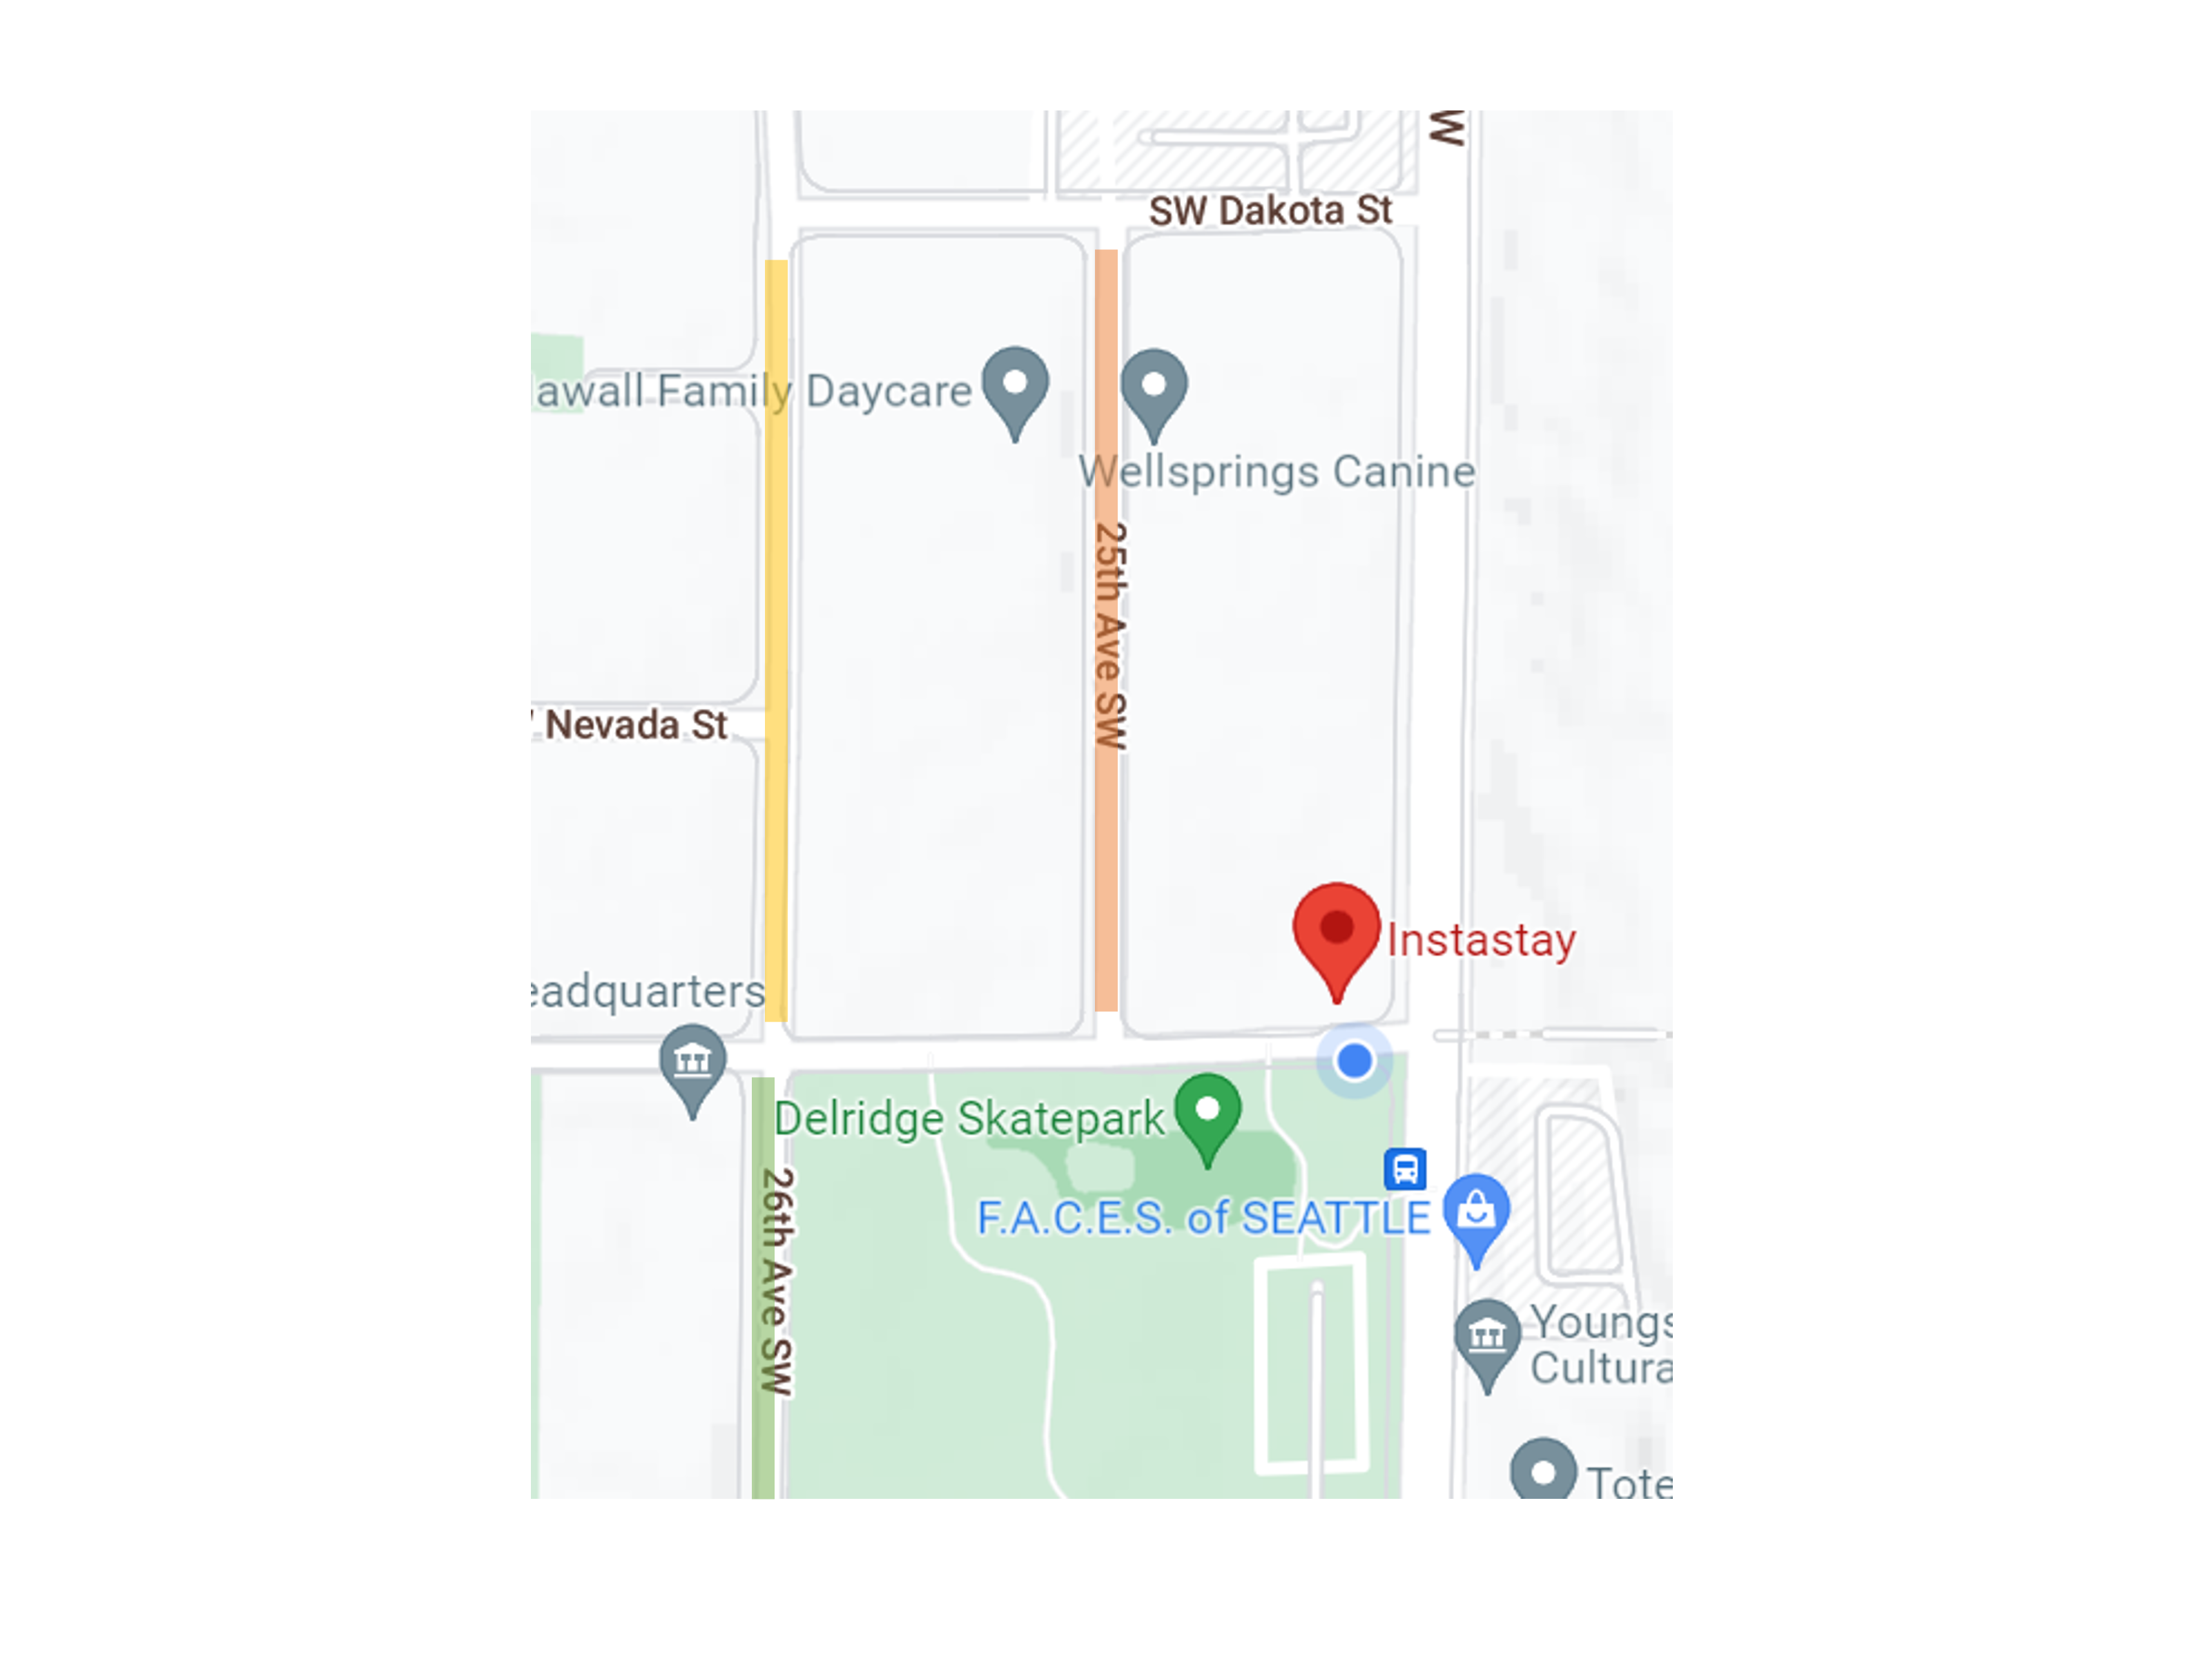 W
SW Dakota St
awall Family Daycare
Wellsprings Canine
25th Ave SW
Nevada St
Instastay
eadquarters
Delridge Skatepark
26th Ave SW
F.A.C.E.S. of SEATTLE
Youngs
Cultura
Tote